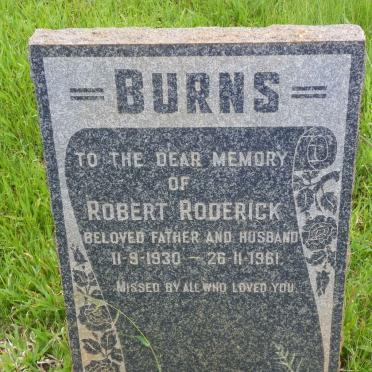 = BURNS =
TO THE DEAR MEMORY
OF
ROBERT RODERICK
BELOVED FATHER AND HUSBAND
11-9-1930 - 26-11-1961.
MISSED BY ALL WHO LOVED YOU.